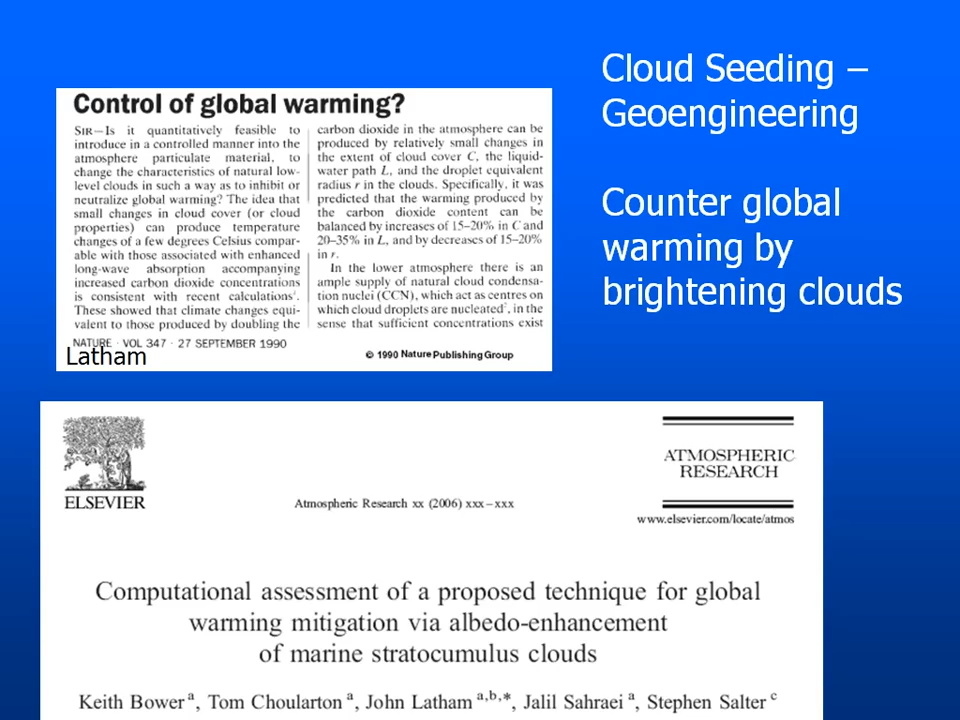 Cloud Seeding –
Geoengineering
Counter global
warming by
brightening clouds
Control of global warming?
SIR—Is it quantitatively feasible to
introduce in a controlled manner into the
atmosphere particulate material, to
change the characteristics of natural low-
level clouds in such a way as to inhibit or
neutralize global warming? The idea that
small changes in cloud cover (or cloud
properties) can produce temperature
changes of a few degrees Celsius compar-
able with those associated with enhanced
long-wave absorption accompanying
increased carbon dioxide concentrations
is consistent with recent calculations¹.
These showed that climate changes equi-
valent to those produced by doubling the
carbon dioxide in the atmosphere can be
produced by relatively small changes in
the extent of cloud cover C, the liquid-
water path L, and the droplet equivalent
radius r in the clouds. Specifically, it was
predicted that the warming produced by
the carbon dioxide content can be
balanced by increases of 15–20% in C and
20–35% in L, and by decreases of 15–20%
in r.
In the lower atmosphere there is an
ample supply of natural cloud condensa-
tion nuclei (CCN), which act as centres on
which cloud droplets are nucleated², in the
sense that sufficient concentrations exist
NATURE · VOL 347 · 27 SEPTEMBER 1990
Latham
© 1990 Nature Publishing Group
ELSEVIER
Atmospheric Research xx (2006) xxx–xxx
ATMOSPHERIC
RESEARCH
www.elsevier.com/locate/atmos
Computational assessment of a proposed technique for global
warming mitigation via albedo-enhancement
of marine stratocumulus clouds
Keith Bower a, Tom Choularton a, John Latham a,b,*, Jalil Sahraei a, Stephen Salter c